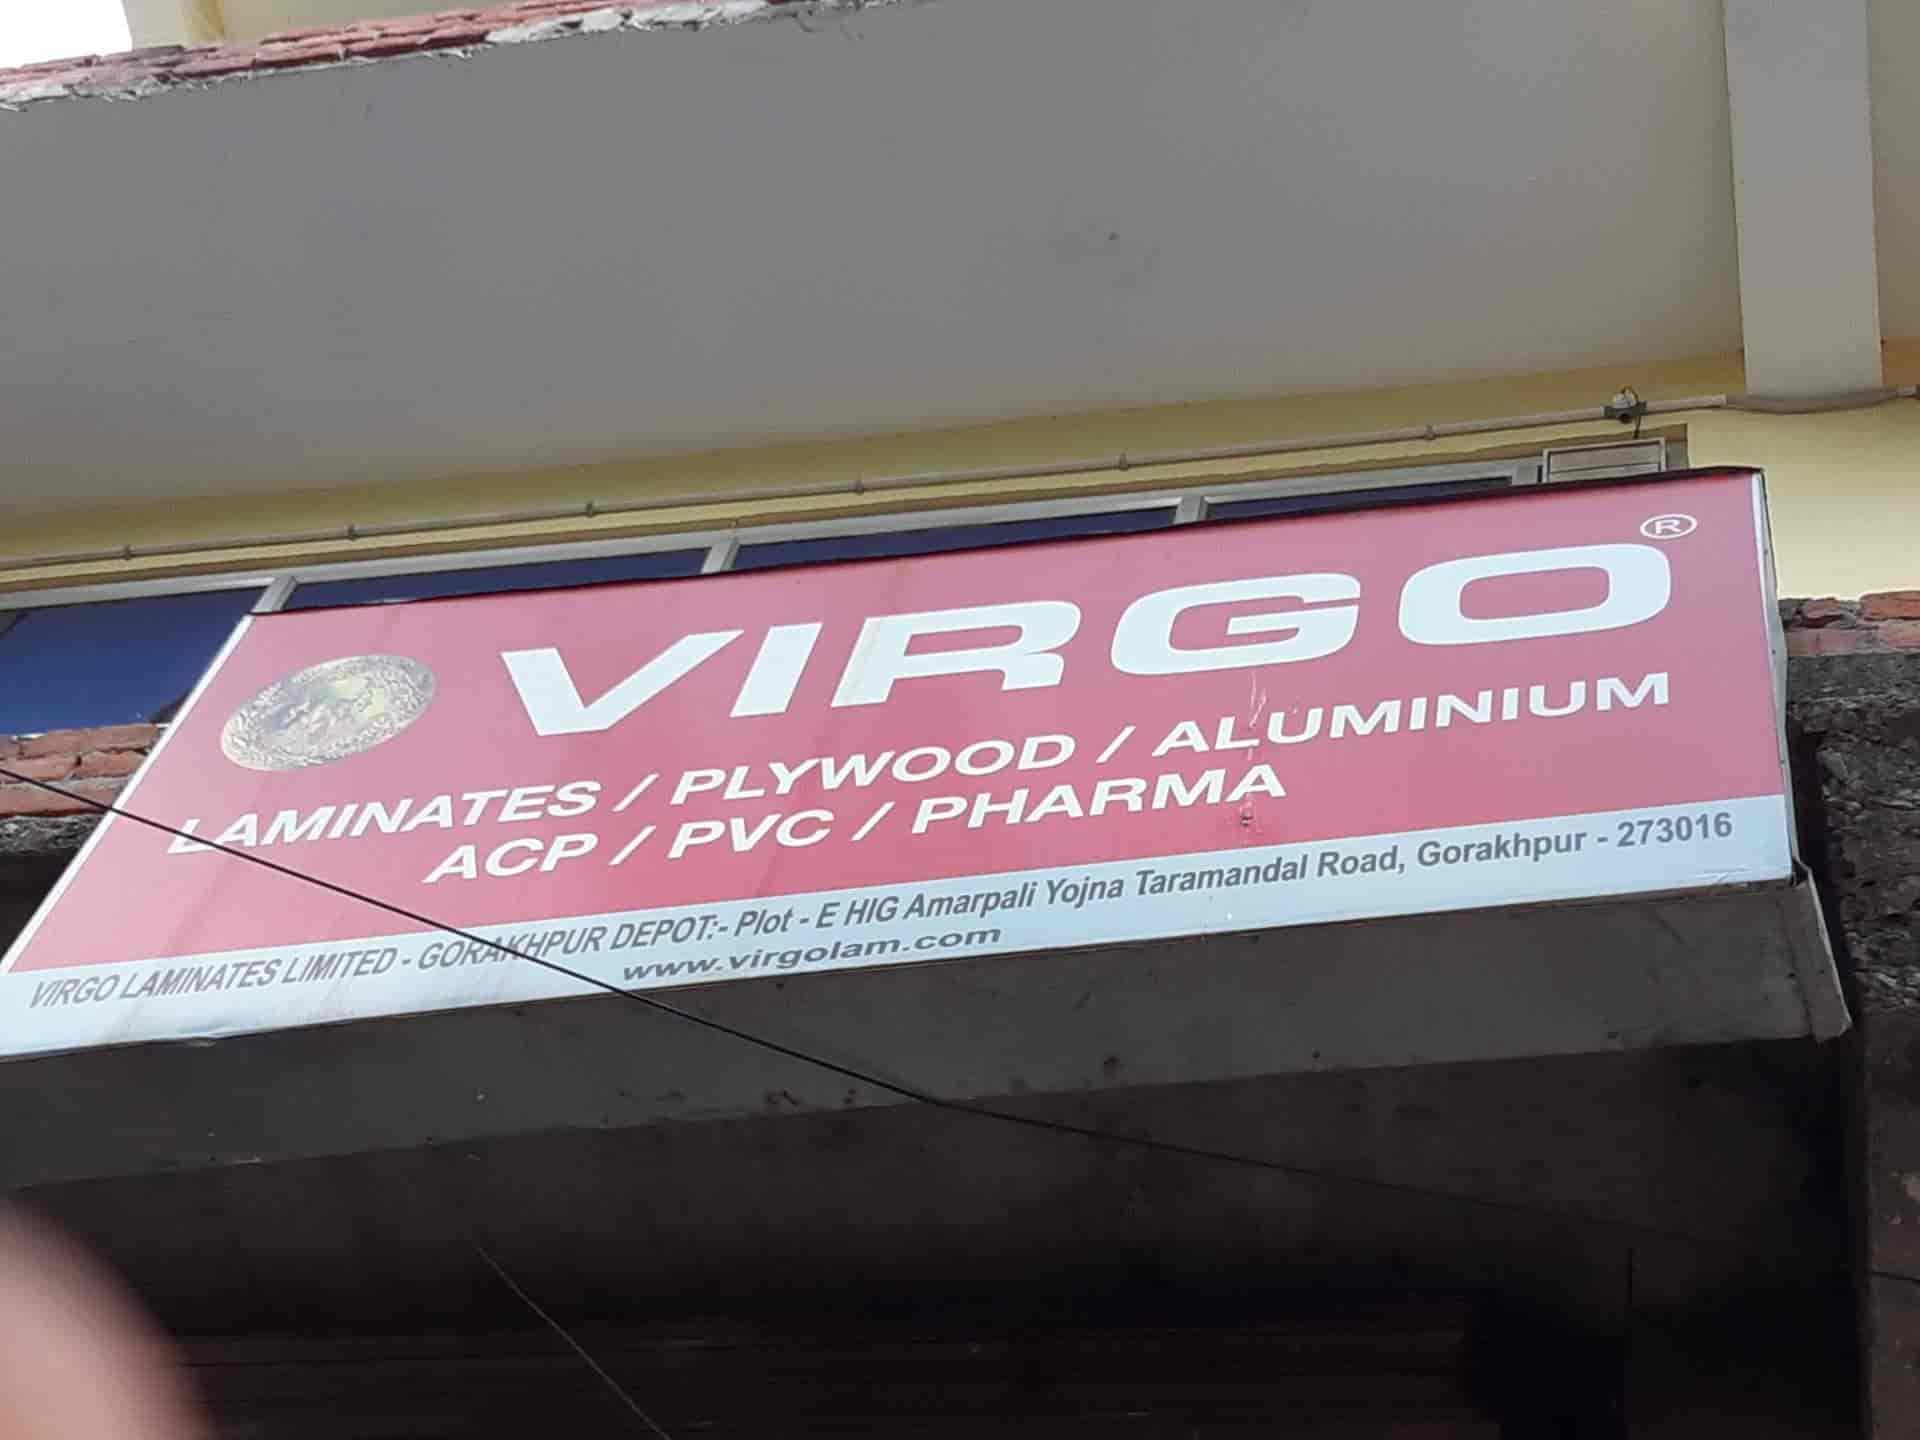 VIRGO®
LAMINATES / PLYWOOD / ALUMINIUM
ACP / PVC / PHARMA
VIRGO LAMINATES LIMITED - GORAKHPUR DEPOT:- Plot - E HIG Amarpali Yojna Taramandal Road, Gorakhpur - 273016
www.virgolam.com